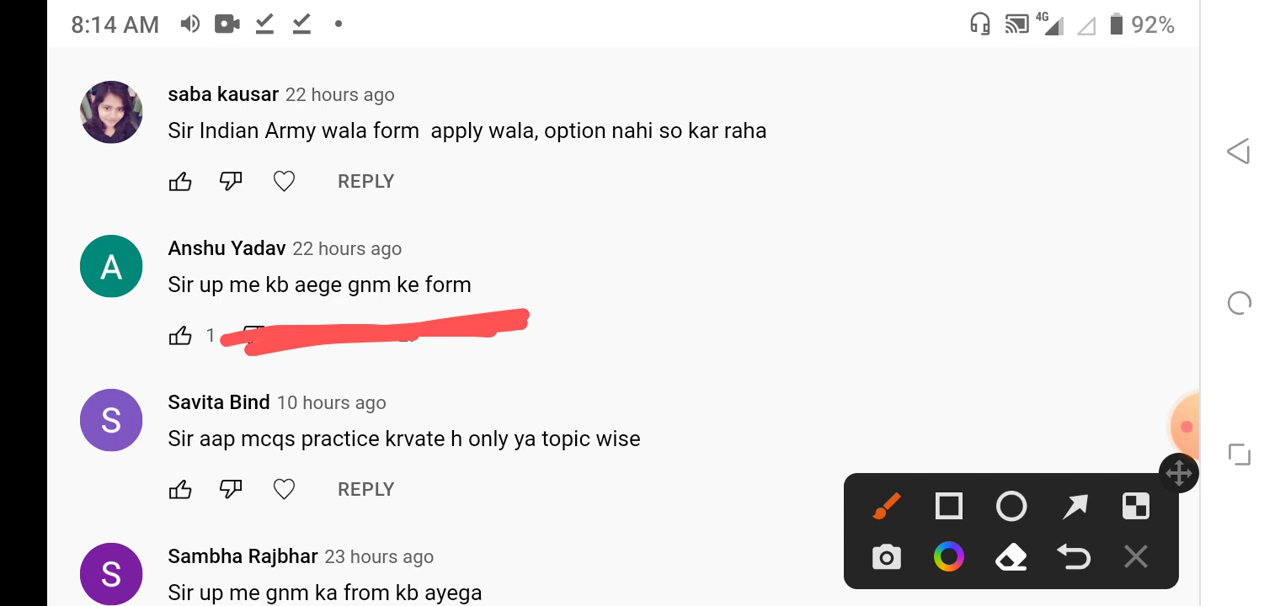 8:14 AM 4G 92%
saba kausar 22 hours ago
Sir Indian Army wala form apply wala, option nahi so kar raha
REPLY
A
Anshu Yadav 22 hours ago
Sir up me kb aege gnm ke form
1
S
Savita Bind 10 hours ago
Sir aap mcqs practice krvate h only ya topic wise
REPLY
S
Sambha Rajbhar 23 hours ago
Sir up me gnm ka from kb ayega